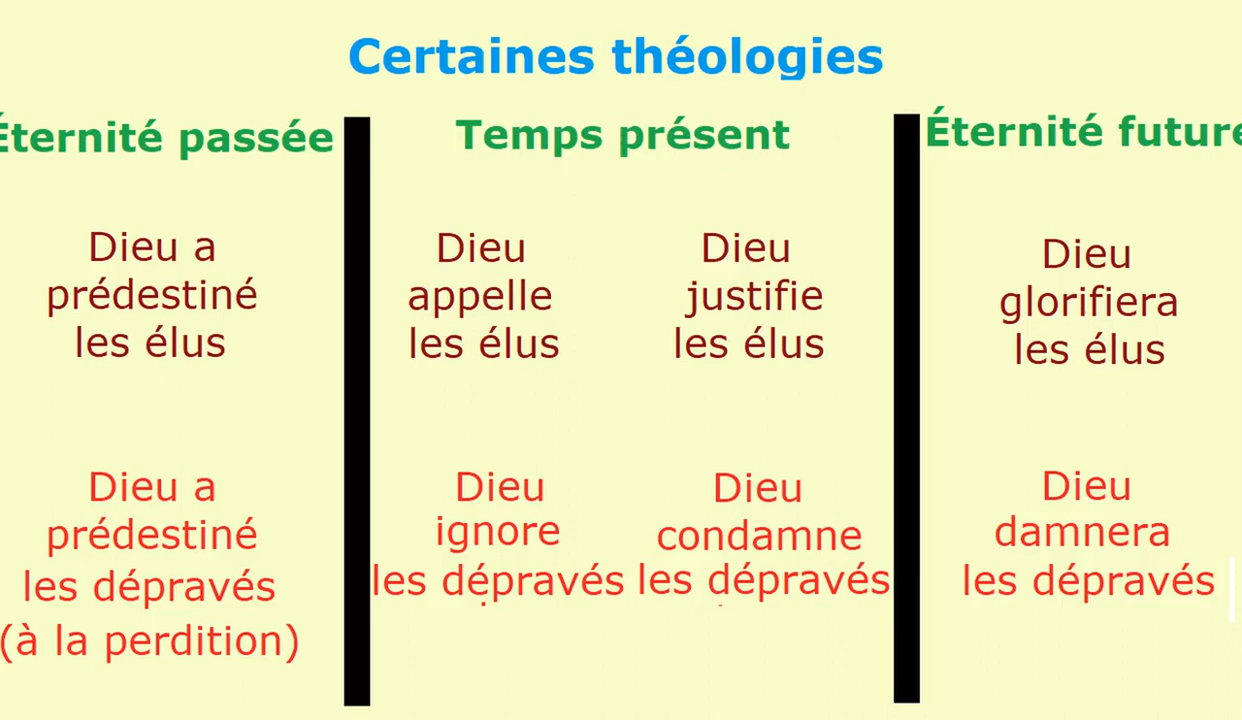 Certaines théologies
Éternité passée
Temps présent
Éternité future
Dieu a
prédestiné
les élus
Dieu
appelle
les élus
Dieu
justifie
les élus
Dieu
glorifiera
les élus
Dieu a
prédestiné
les dépravés
(à la perdition)
Dieu
ignore
les dépravés
Dieu
condamne
les dépravés
Dieu
damnera
les dépravés